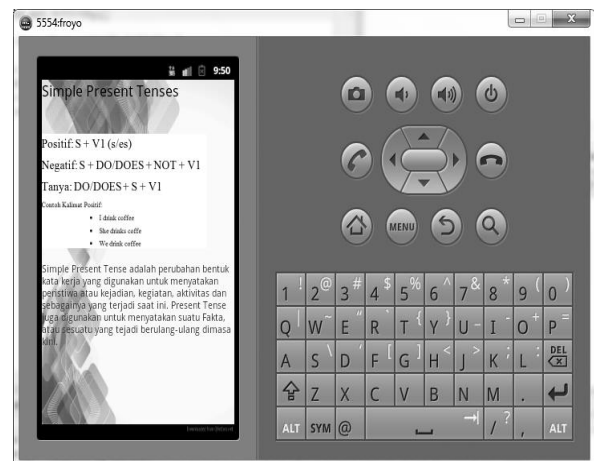 5554:froyo
9:50
Simple Present Tenses
Positif: S + V1 (s/es)
Negatif: S + DO/DOES + NOT + V1
Tanya: DO/DOES + S + V1
Contoh Kalimat Positif:
• I drink coffee
• She drinks coffe
• We drink coffee
Simple Present Tense adalah perubahan bentuk
kata kerja yang digunakan untuk menyatakan
peristiwa atau kejadian, kegiatan, aktivitas dan
sebagainya yang terjadi saat ini. Present Tense
juga digunakan untuk menyatakan suatu Fakta,
atau sesuatu yang tejadi berulang-ulang dimasa
kini.
MENU
1 ! 2 @ 3 # 4 $ 5 % 6 ^ 7 & 8 * 9 ( 0 )
Q | W ~ E " R ` T { Y } U _ I - O + P =
A S \ D ' F [ G ] H < J > K ; L : DEL
Z X C V B N M .
ALT SYM @ / ? , ALT